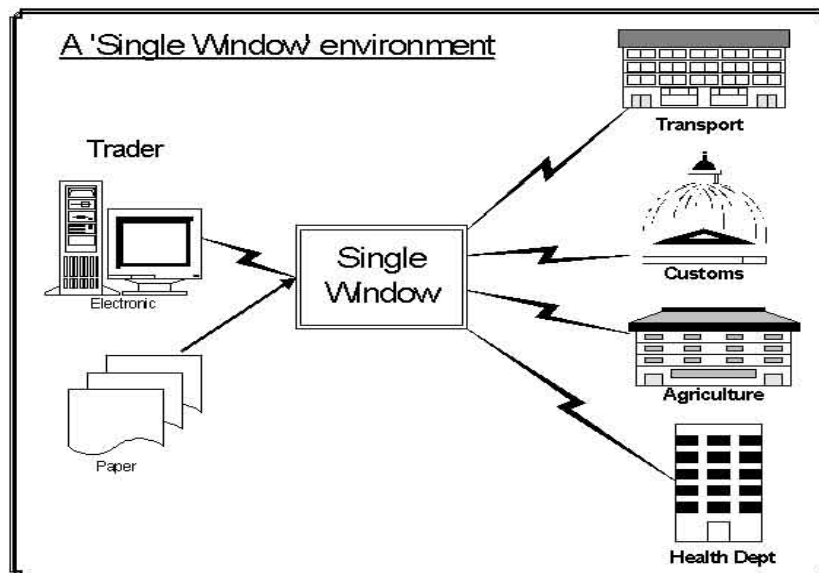 A 'Single Window' environment
Trader
Electronic
Paper
Single
Window
Transport
Customs
Agriculture
Health Dept